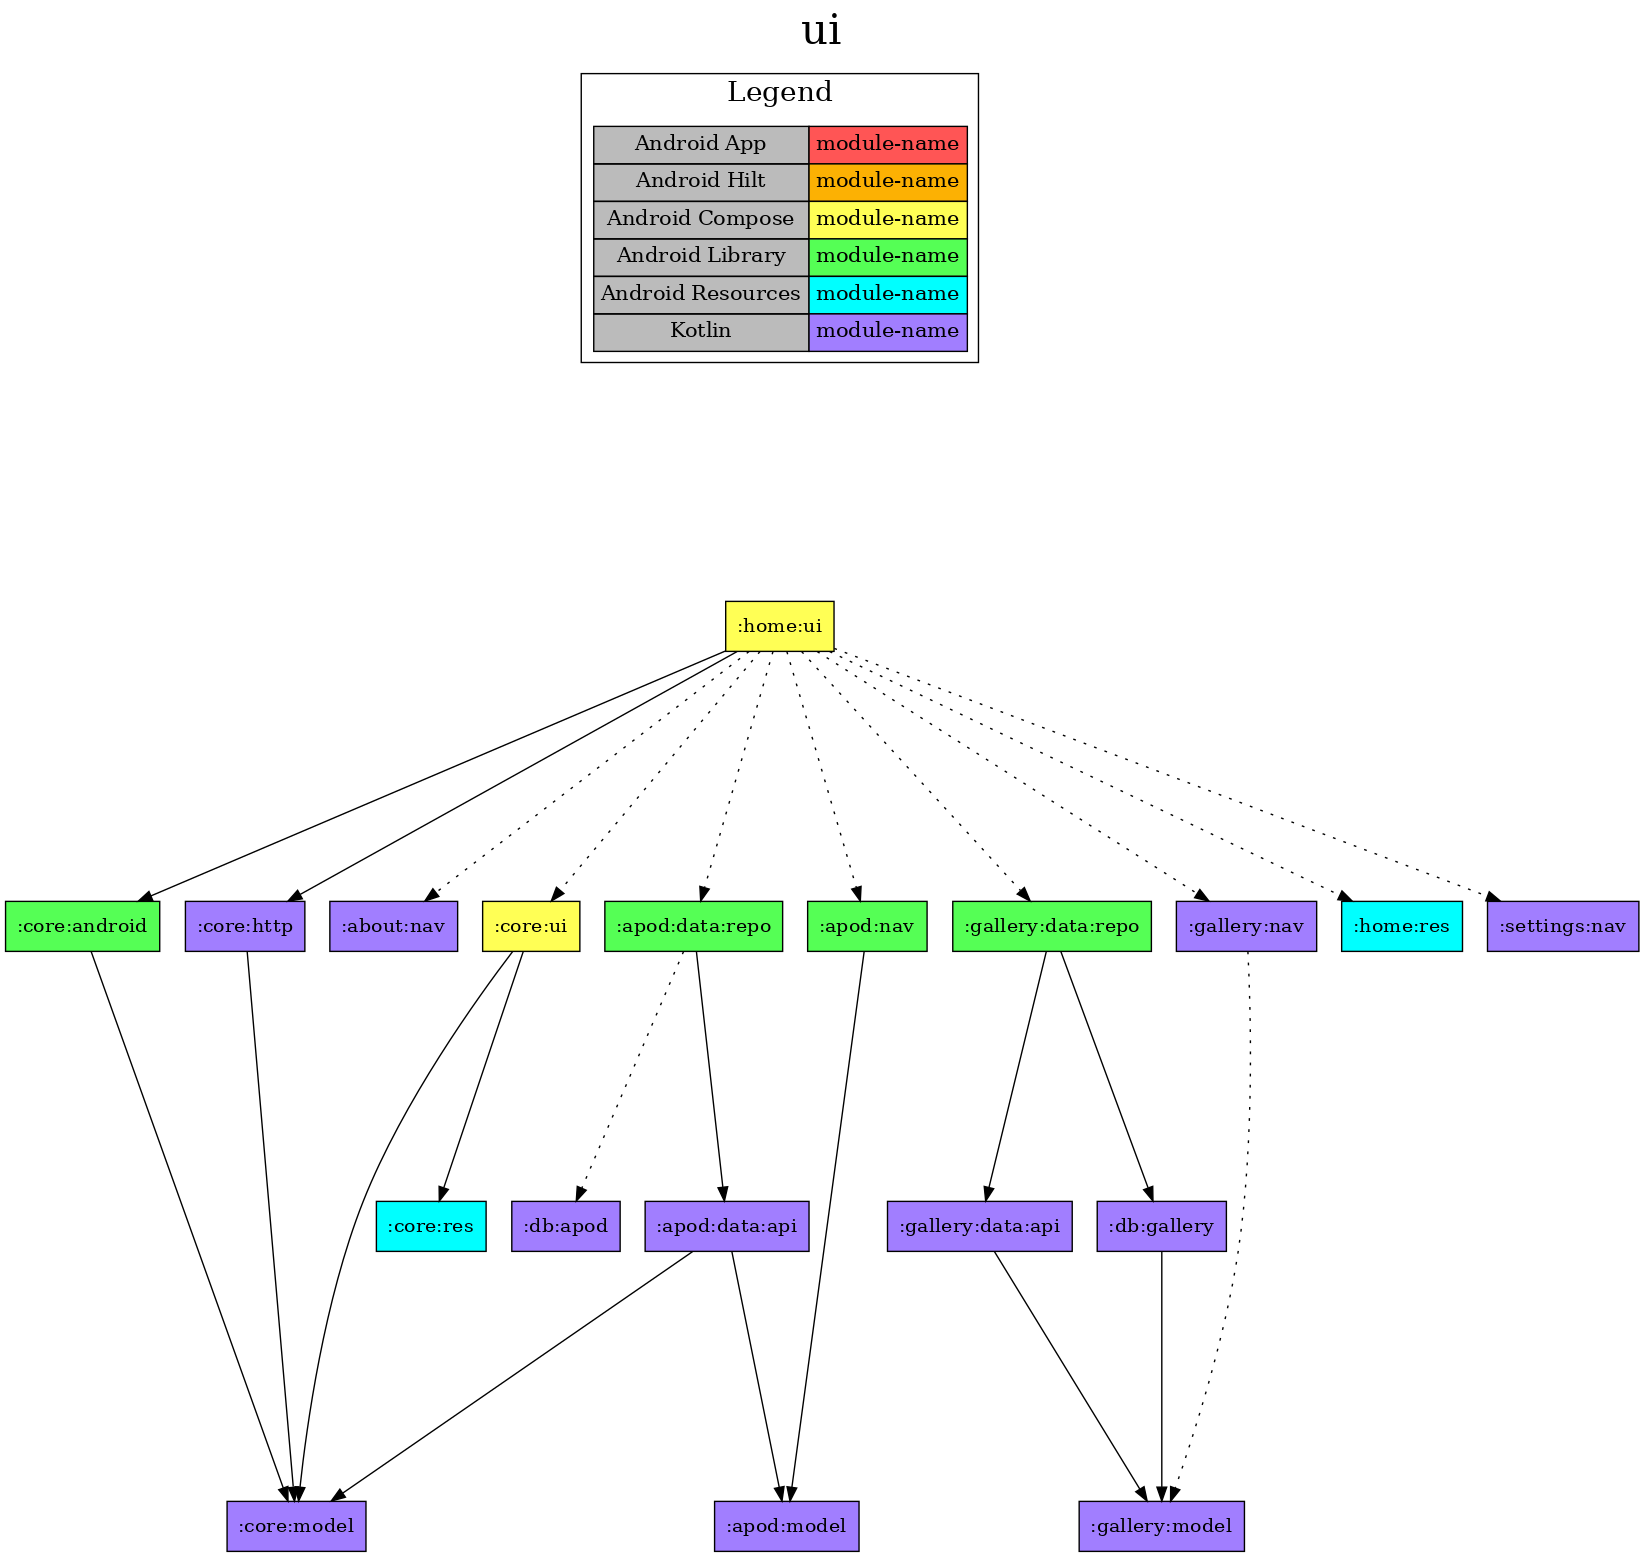 ui
Legend
Android App module-name
Android Hilt module-name
Android Compose module-name
Android Library module-name
Android Resources module-name
Kotlin module-name
:home:ui
:core:android
:core:http
:about:nav
:core:ui
:apod:data:repo
:apod:nav
:gallery:data:repo
:gallery:nav
:home:res
:settings:nav
:core:res
:db:apod
:apod:data:api
:gallery:data:api
:db:gallery
:core:model
:apod:model
:gallery:model